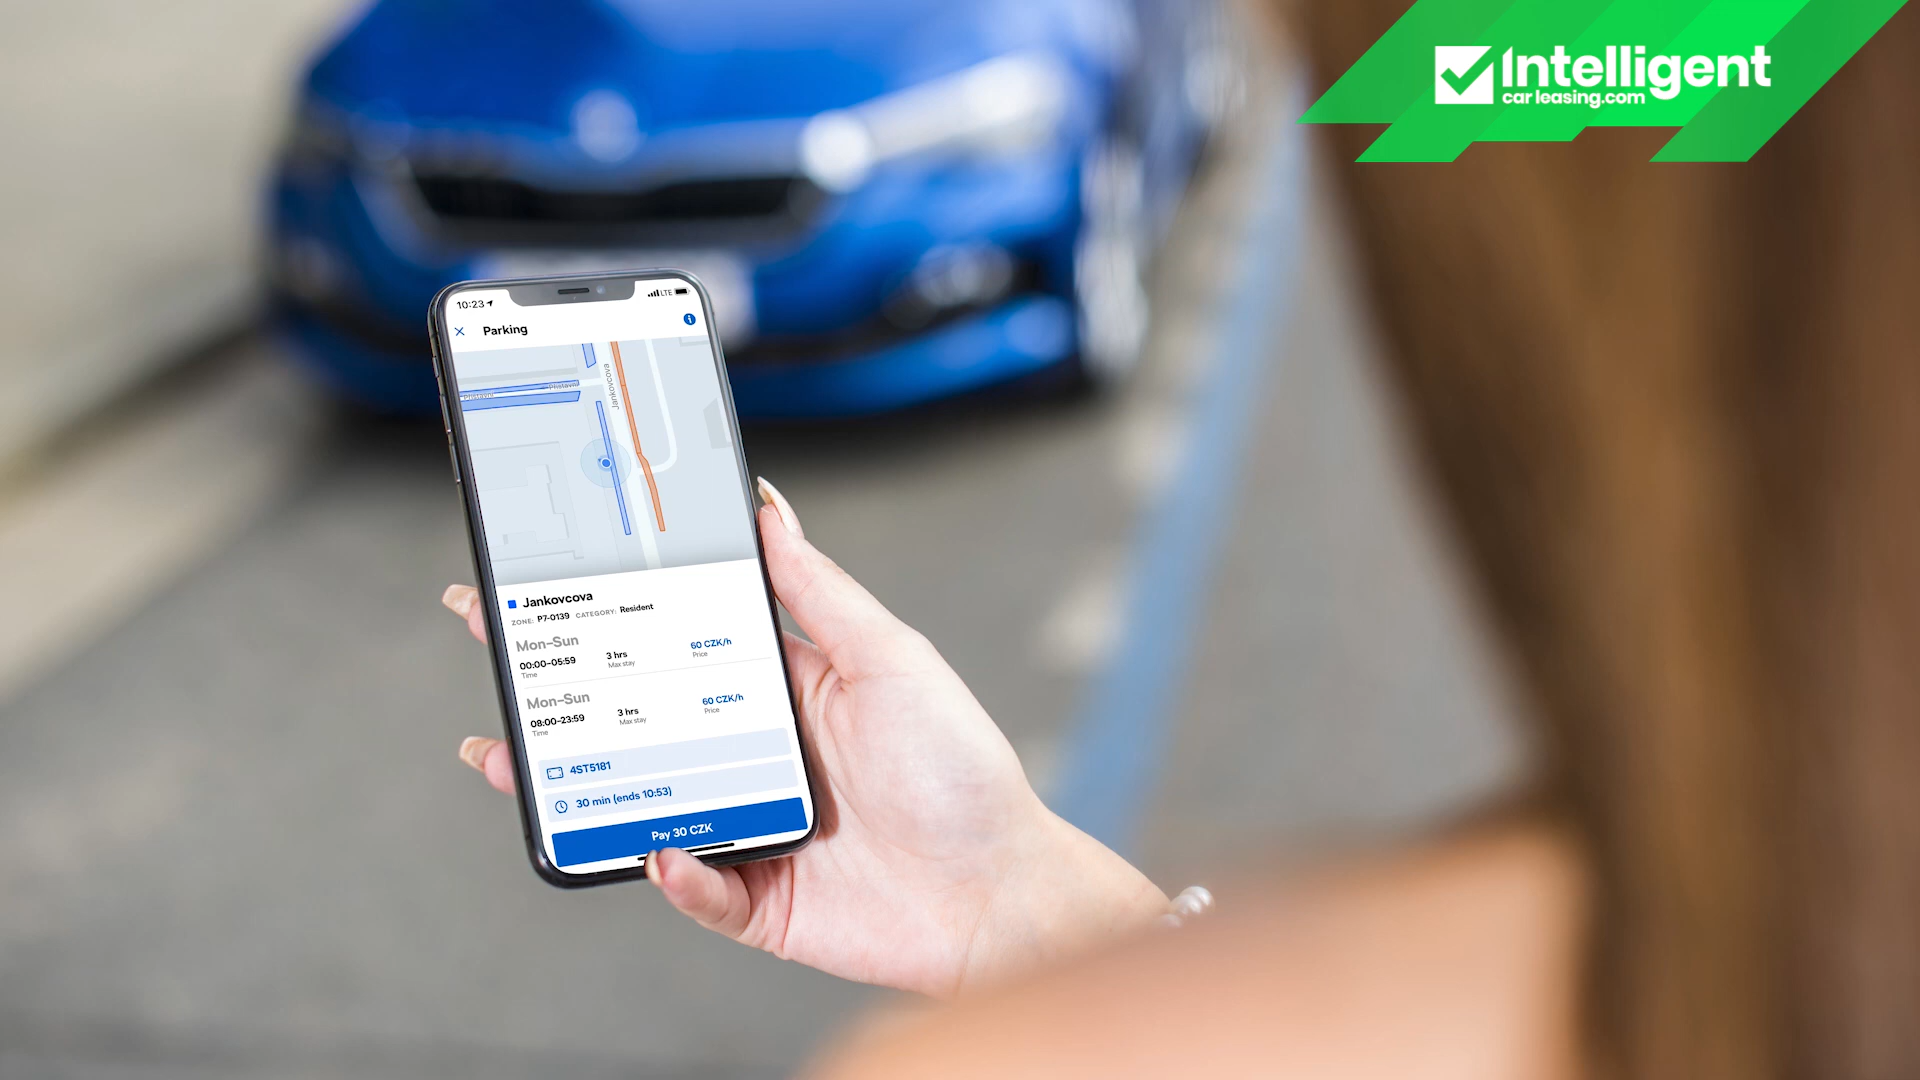 Intelligent
car leasing.com
10:23
LTE
Parking
Jankovcova
Přístavní
Přístavní
Jankovcova
ZONE: P7-0139 CATEGORY: Resident
Mon-Sun
00:00-05:59 3 hrs 60 CZK/h
Time Max stay Price
Mon-Sun
08:00-23:59 3 hrs 60 CZK/h
Time Max stay Price
4ST5181
30 min (ends 10:53)
Pay 30 CZK